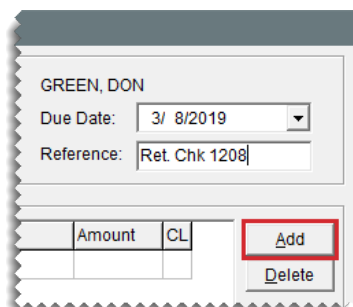 GREEN, DON
Due Date: 3/ 8/2019
Reference: Ret. Chk 1208
Amount CL Add
Delete